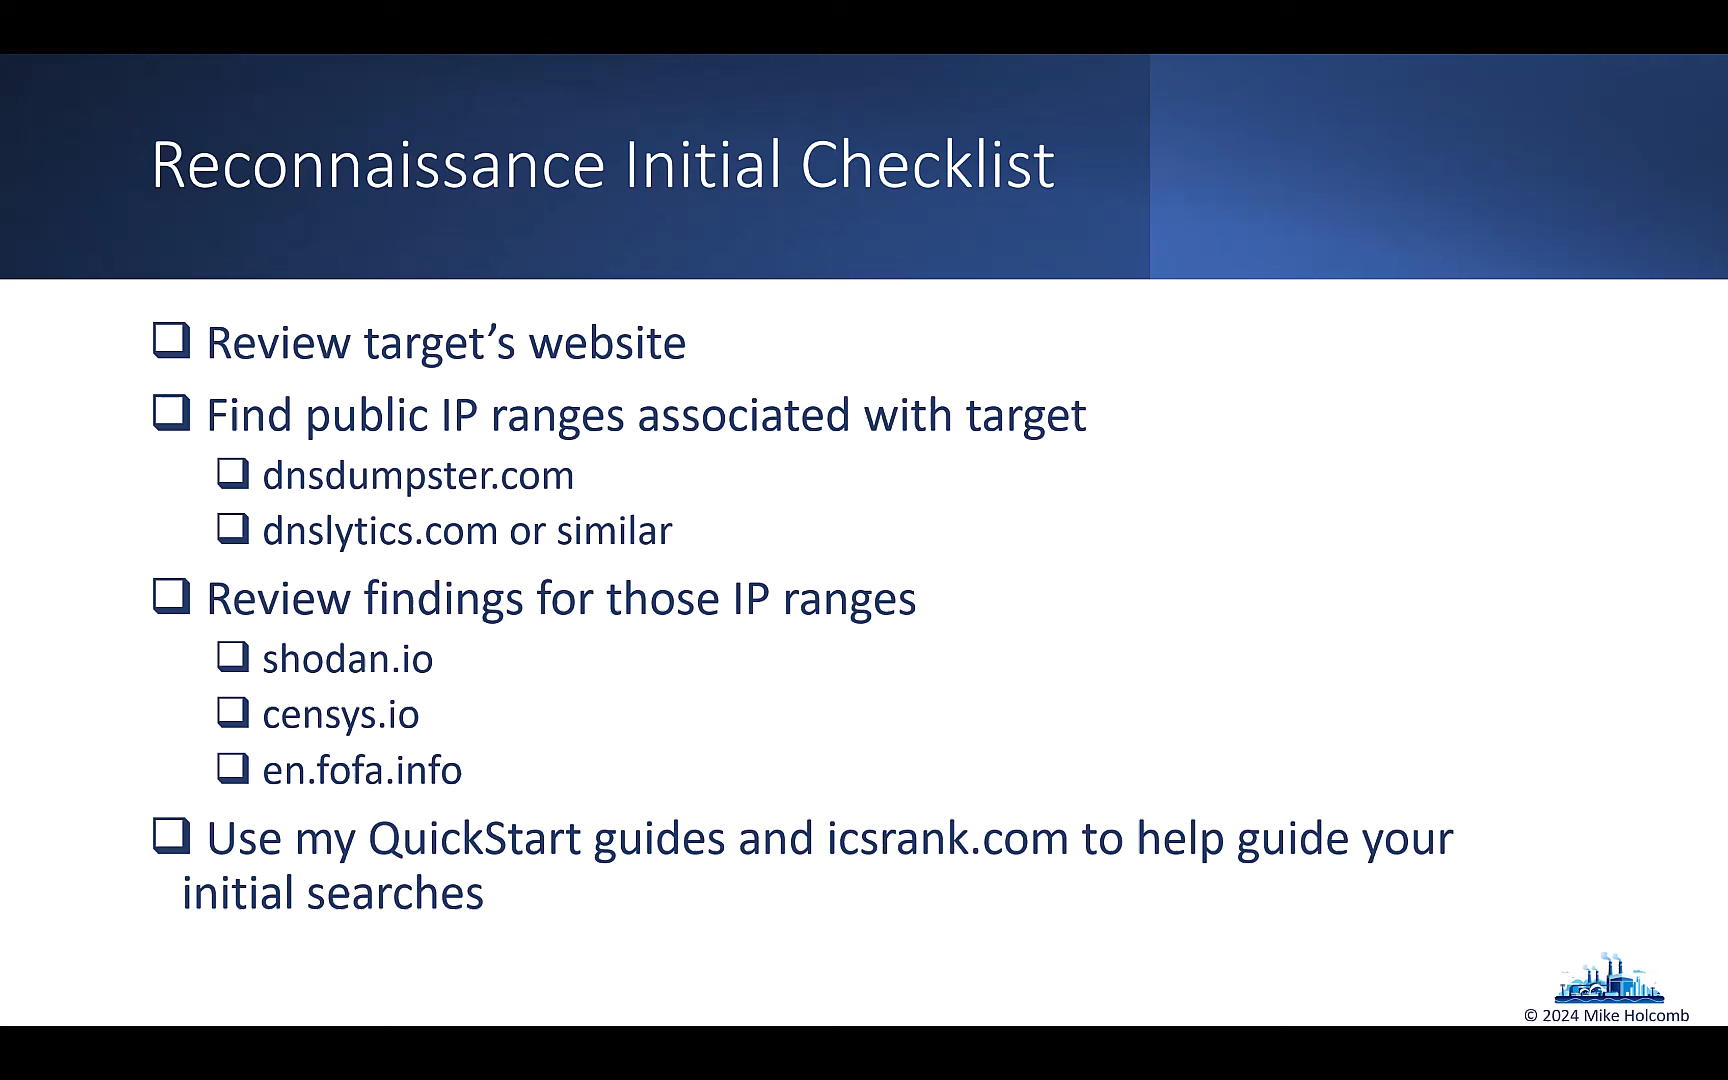 Reconnaissance Initial Checklist
Review target’s website
Find public IP ranges associated with target
dnsdumpster.com
dnslytics.com or similar
Review findings for those IP ranges
shodan.io
censys.io
en.fofa.info
Use my QuickStart guides and icsrank.com to help guide your
initial searches
© 2024 Mike Holcomb